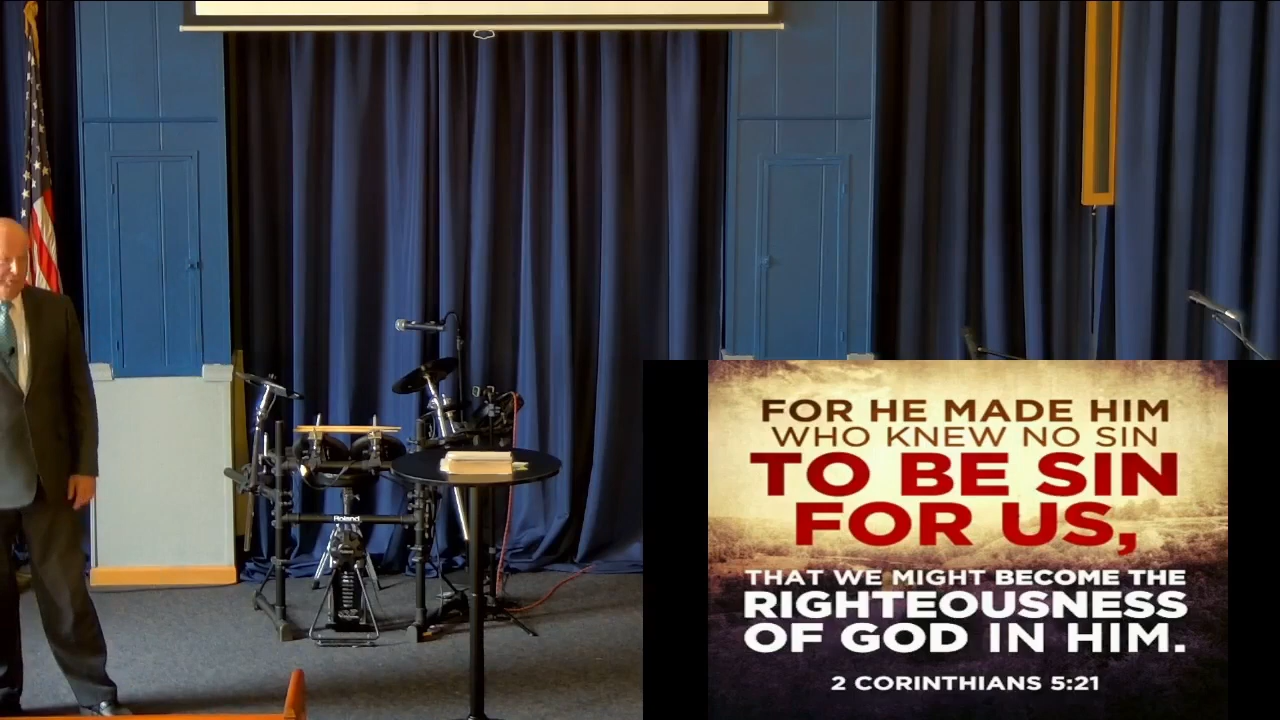 Roland
FOR HE MADE HIM
WHO KNEW NO SIN
TO BE SIN
FOR US,
THAT WE MIGHT BECOME THE
RIGHTEOUSNESS
OF GOD IN HIM.
2 CORINTHIANS 5:21